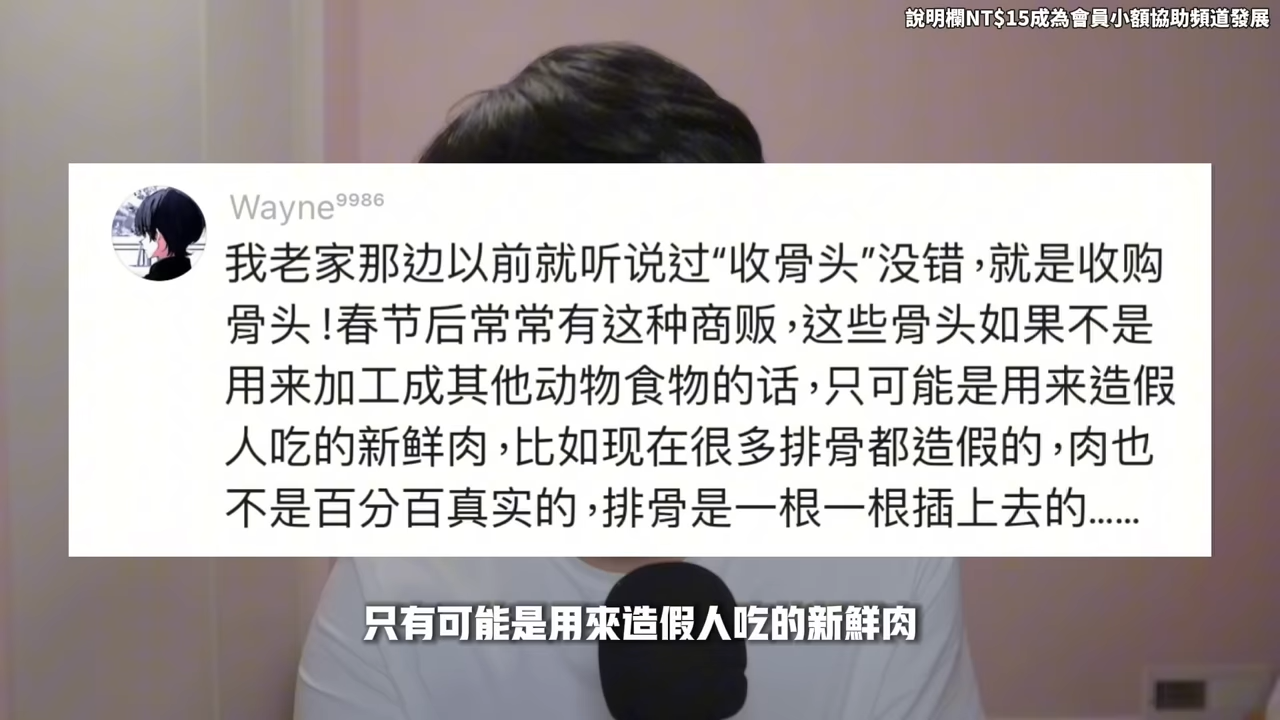 說明欄NT$15成為會員小額協助頻道發展
Wayne⁹⁹⁸⁶
我老家那边以前就听说过“收骨头”没错,就是收购
骨头!春节后常常有这种商贩,这些骨头如果不是
用来加工成其他动物食物的话,只可能是用来造假
人吃的新鲜肉,比如现在很多排骨都造假的,肉也
不是百分百真实的,排骨是一根一根插上去的……
只有可能是用來造假人吃的新鮮肉